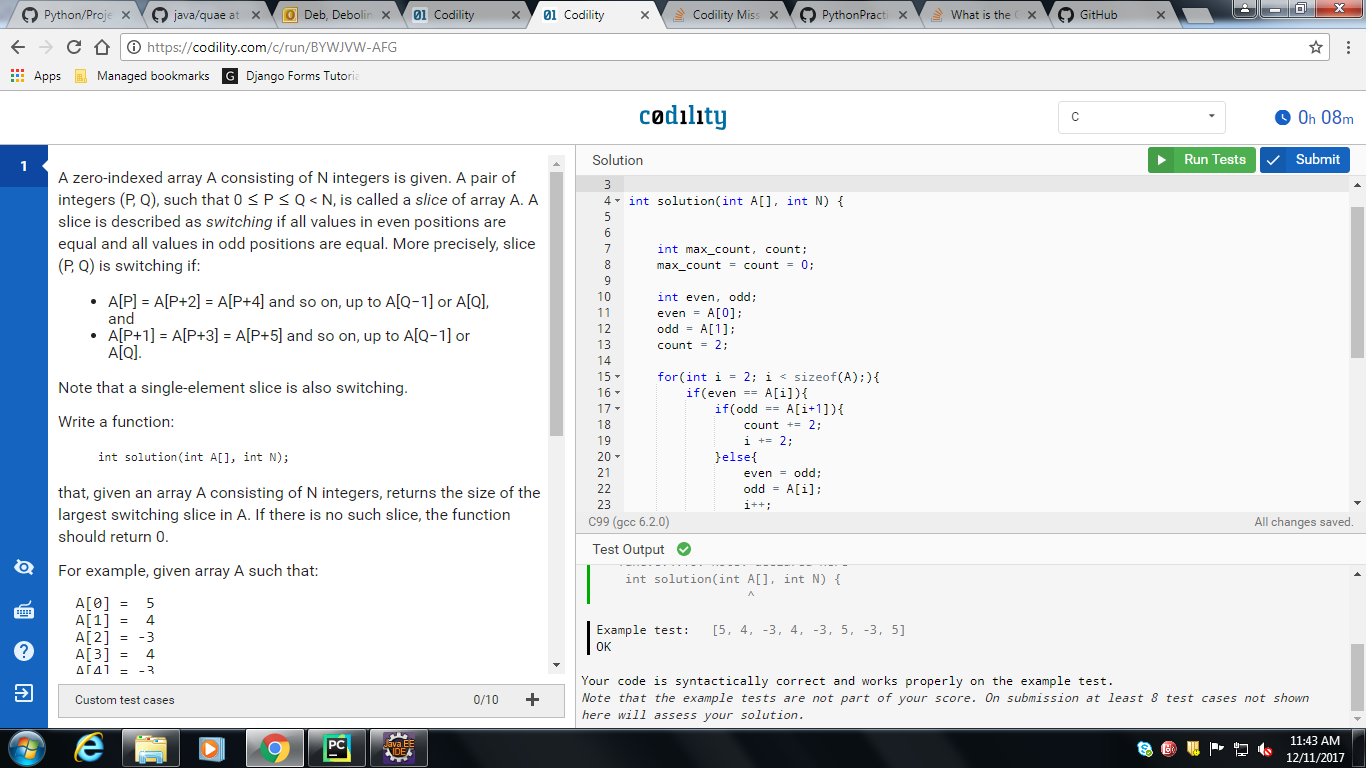 Python/Proje
java/quae at
Deb, Debolin
Codility
Codility
Codility Miss
PythonPracti
What is the
GitHub
https://codility.com/c/run/BYWJVW-AFG
Apps
Managed bookmarks
G
Django Forms Tutoria
codility
C
0h 08m
1
A zero-indexed array A consisting of N integers is given. A pair of
integers (P, Q), such that 0 ≤ P ≤ Q < N, is called a slice of array A. A
slice is described as switching if all values in even positions are
equal and all values in odd positions are equal. More precisely, slice
(P, Q) is switching if:
• A[P] = A[P+2] = A[P+4] and so on, up to A[Q−1] or A[Q],
and
• A[P+1] = A[P+3] = A[P+5] and so on, up to A[Q−1] or
A[Q].
Note that a single-element slice is also switching.
Write a function:
int solution(int A[], int N);
that, given an array A consisting of N integers, returns the size of the
largest switching slice in A. If there is no such slice, the function
should return 0.
For example, given array A such that:
A[0] = 5
A[1] = 4
A[2] = -3
A[3] = 4
A[4] = -3
Custom test cases
0/10
+
Solution
Run Tests
Submit
3
4 int solution(int A[], int N) {
5
6
7 int max_count, count;
8 max_count = count = 0;
9
10 int even, odd;
11 even = A[0];
12 odd = A[1];
13 count = 2;
14
15 for(int i = 2; i < sizeof(A);){
16 if(even == A[i]){
17 if(odd == A[i+1]){
18 count += 2;
19 i += 2;
20 }else{
21 even = odd;
22 odd = A[i];
23 i++;
C99 (gcc 6.2.0)
All changes saved.
Test Output
int solution(int A[], int N) {
^
Example test: [5, 4, -3, 4, -3, 5, -3, 5]
OK
Your code is syntactically correct and works properly on the example test.
Note that the example tests are not part of your score. On submission at least 8 test cases not shown
here will assess your solution.
PC
Java EE
IDE
11:43 AM
12/11/2017